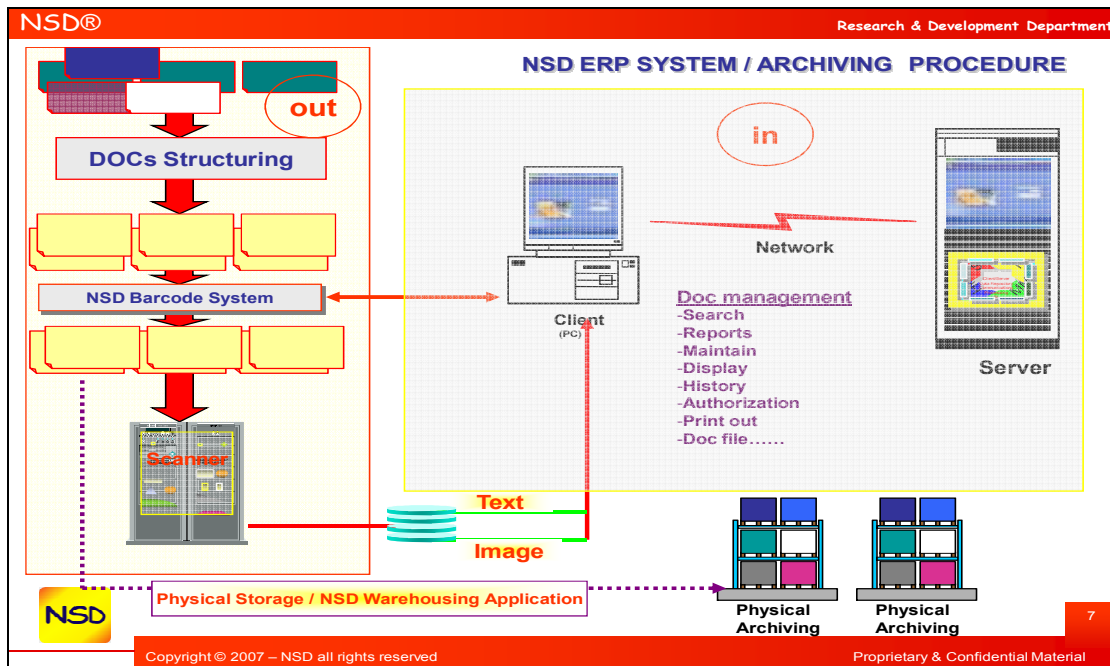 NSD®
Research & Development Department
NSD ERP SYSTEM / ARCHIVING PROCEDURE
out
in
DOCs Structuring
Network
NSD Barcode System
Client
(PC)
Doc management
-Search
-Reports
-Maintain
-Display
-History
-Authorization
-Print out
-Doc file……
Server
Scanner
Text
Image
Physical Storage / NSD Warehousing Application
Physical
Archiving
Physical
Archiving
NSD
7
Copyright © 2007 – NSD all rights reserved
Proprietary & Confidential Material